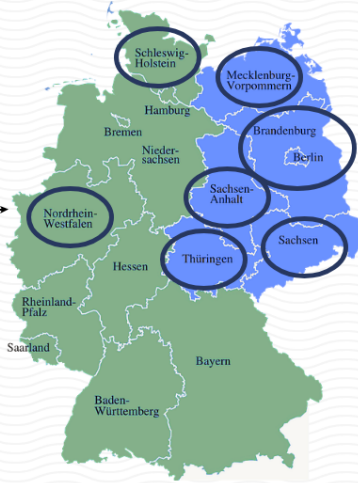 Schleswig-
Holstein
Mecklenburg-
Vorpommern
Hamburg
Bremen
Brandenburg
Nieder-
sachsen
Berlin
Sachsen-
Anhalt
Nordrhein-
Westfalen
Sachsen
Thüringen
Hessen
Rheinland-
Pfalz
Saarland
Bayern
Baden-
Württemberg